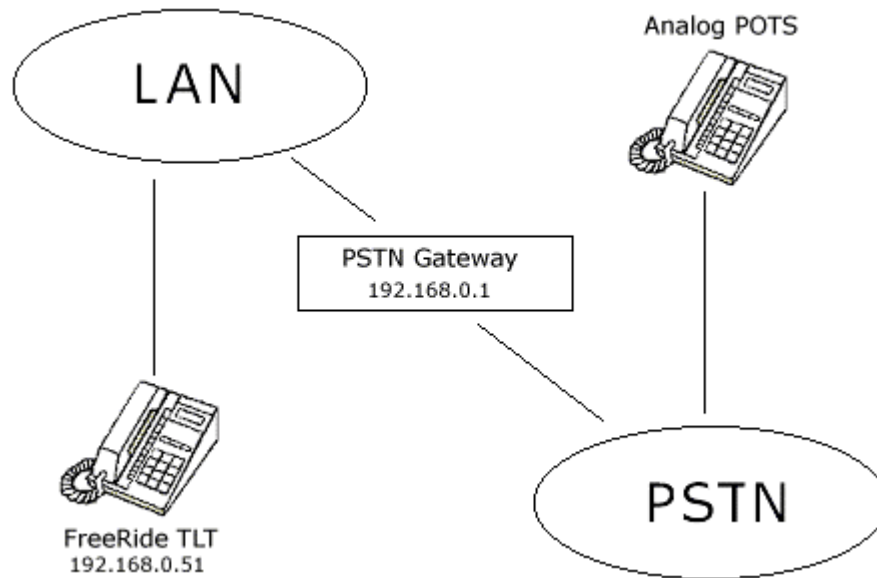 LAN
Analog POTS
PSTN Gateway
192.168.0.1
FreeRide TLT
192.168.0.51
PSTN